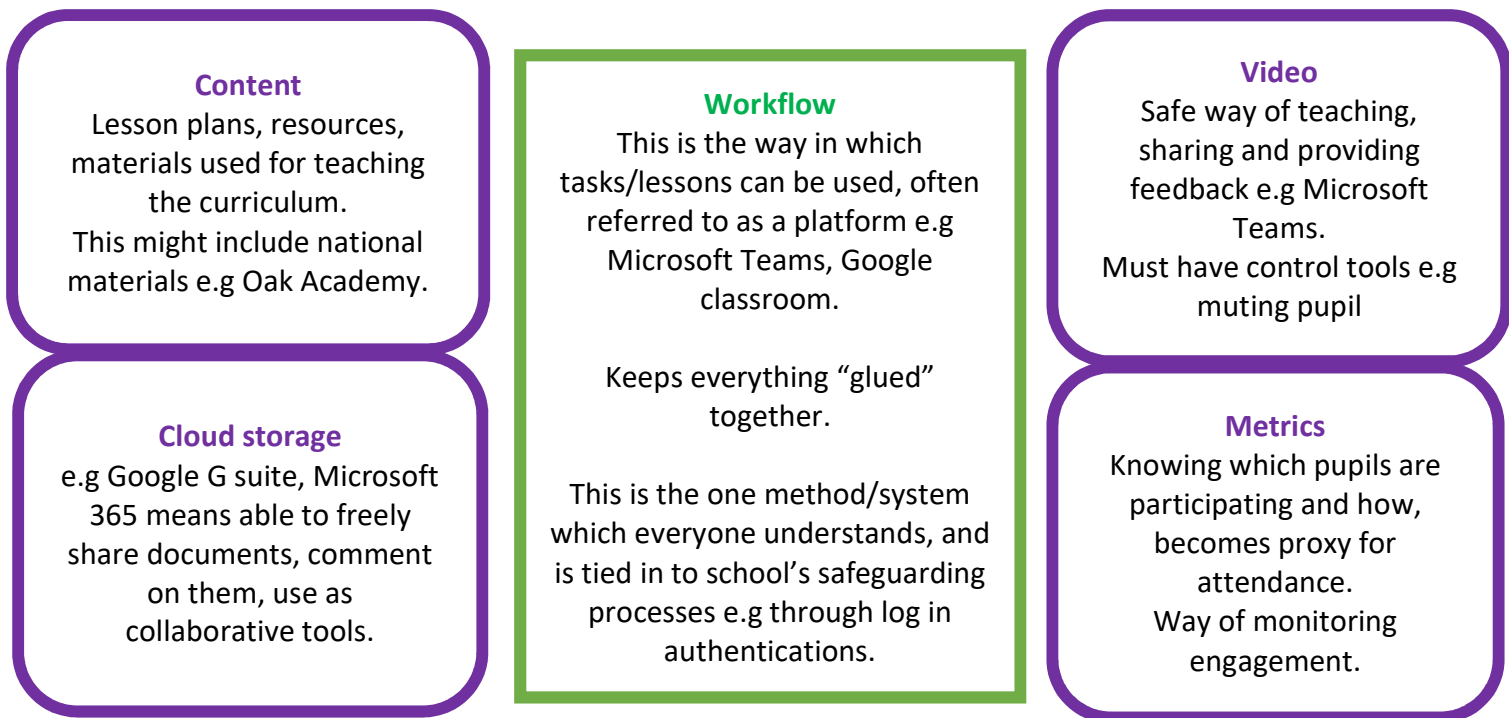 Content
Lesson plans, resources,
materials used for teaching
the curriculum.
This might include national
materials e.g Oak Academy.
Cloud storage
e.g Google G suite, Microsoft
365 means able to freely
share documents, comment
on them, use as
collaborative tools.
Workflow
This is the way in which
tasks/lessons can be used, often
referred to as a platform e.g
Microsoft Teams, Google
classroom.
Keeps everything “glued”
together.
This is the one method/system
which everyone understands, and
is tied in to school’s safeguarding
processes e.g through log in
authentications.
Video
Safe way of teaching,
sharing and providing
feedback e.g Microsoft
Teams.
Must have control tools e.g
muting pupil
Metrics
Knowing which pupils are
participating and how,
becomes proxy for
attendance.
Way of monitoring
engagement.